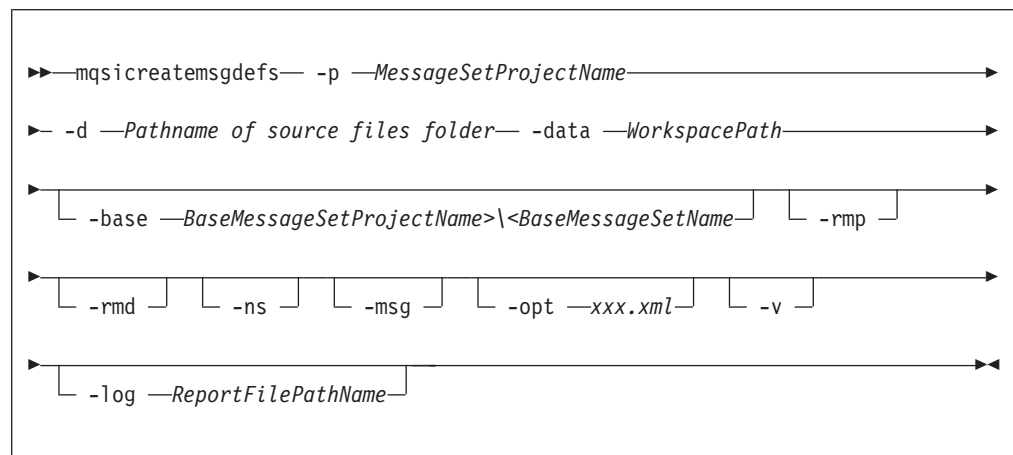 mqsicreatemsgdefs -p MessageSetProjectName
-d Pathname of source files folder -data WorkspacePath
-base BaseMessageSetProjectName>\<BaseMessageSetName -rmp
-rmd -ns -msg -opt xxx.xml -v
-log ReportFilePathName